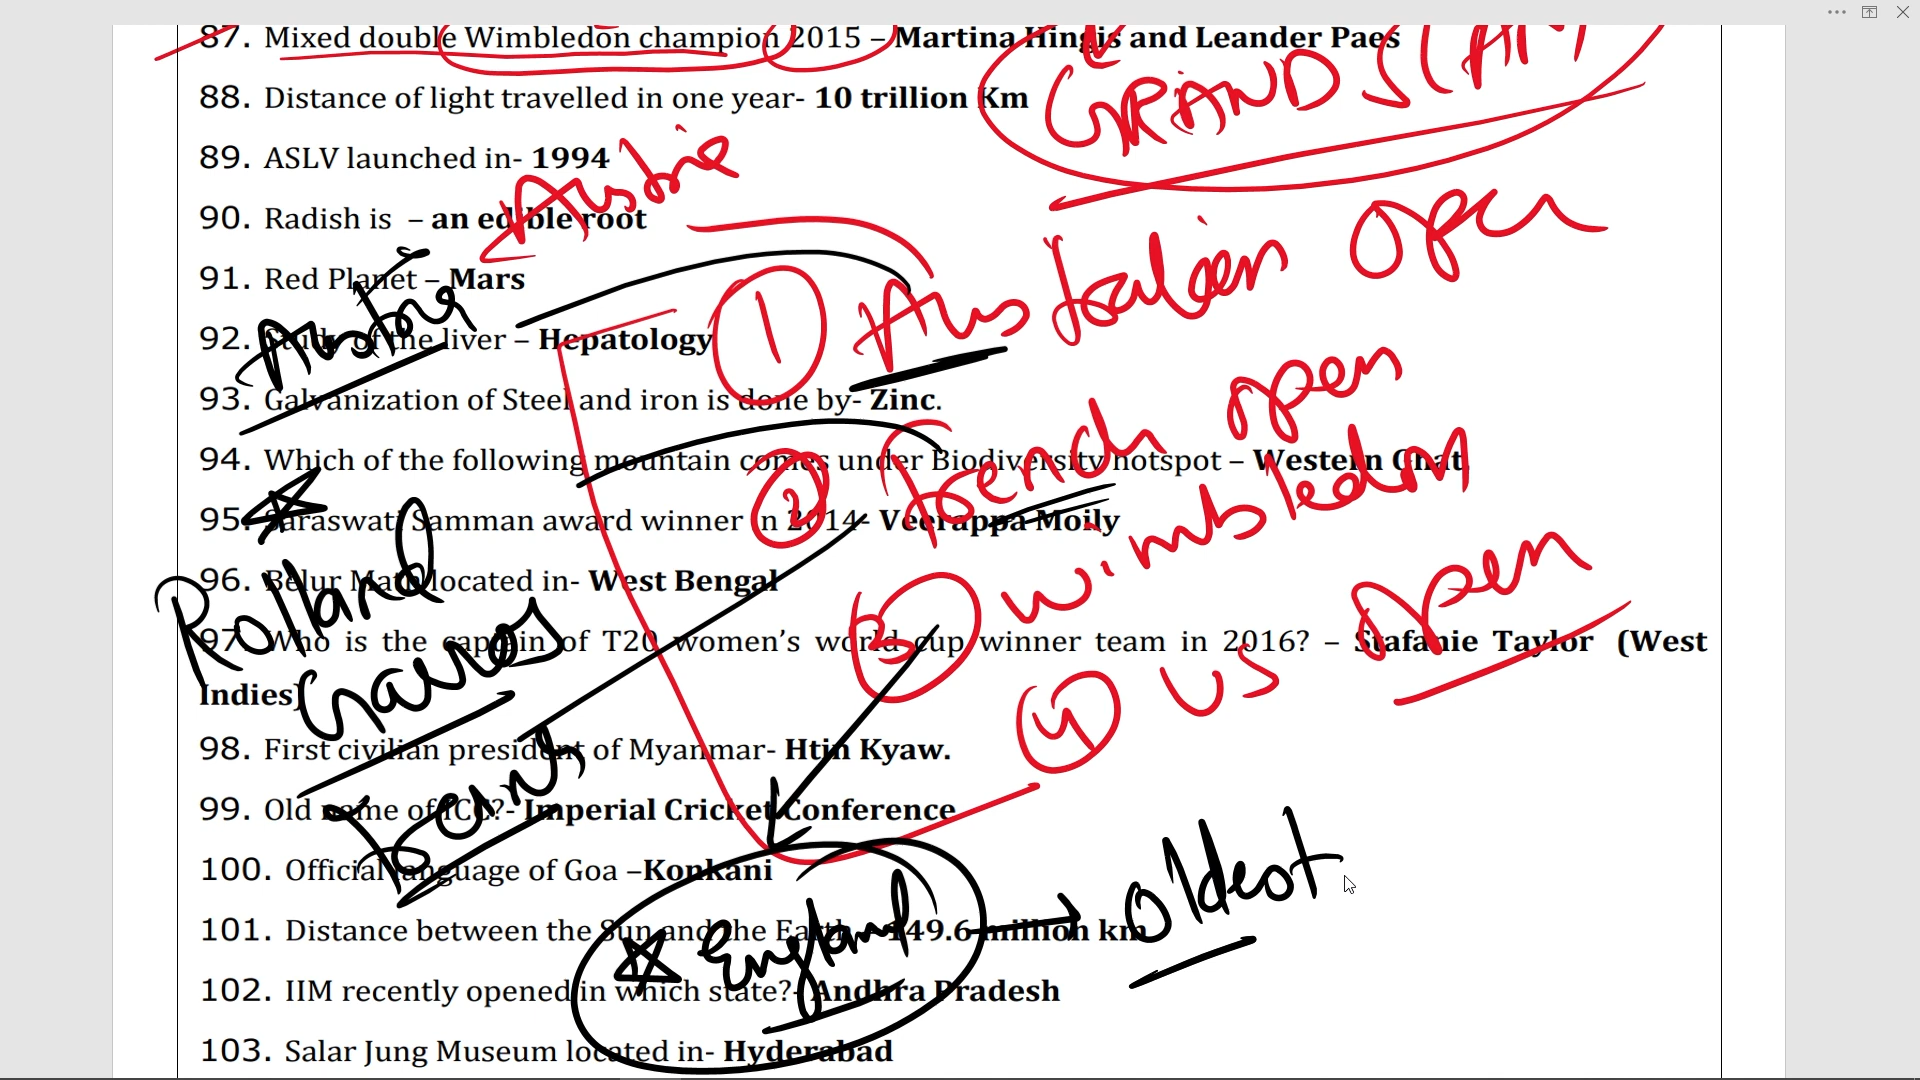 87. Mixed double Wimbledon champion 2015 – Martina Hingis and Leander Paes
GRAND SLAM
88. Distance of light travelled in one year- 10 trillion Km
89. ASLV launched in- 1994
Austria
90. Radish is – an edible root
Australian open
91. Red Planet – Mars
①
92. Study of the liver – Hepatology
93. Galvanization of Steel and iron is done by- Zinc.
② French open
94. Which of the following mountain comes under Biodiversity hotspot – Western Ghat.
95. Saraswati Samman award winner in 2014- Veerappa Moily
③ Wimbledon
96. Belur Math located in- West Bengal
Rolland
97. Who is the captain of T20 women's world cup winner team in 2016? – Stafanie Taylor (West
Indies)
④ US open
98. First civilian president of Myanmar- Htin Kyaw.
99. Old name of ICC?- Imperial Cricket Conference
100. Official language of Goa –Konkani
oldest
101. Distance between the Sun and the Earth – 149.6 million km
England
102. IIM recently opened in which state?- Andhra Pradesh
103. Salar Jung Museum located in- Hyderabad